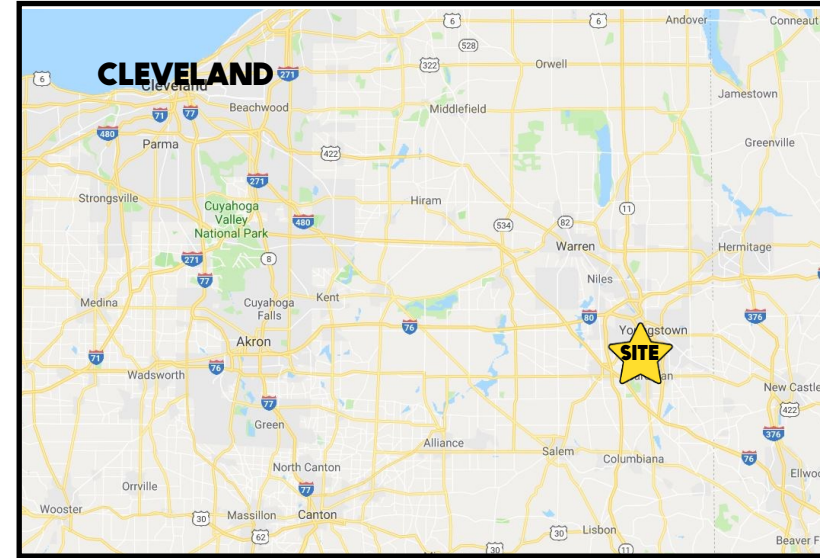 Andover
Conneaut
6
6
528
322
Orwell
6
CLEVELAND
271
Cleveland
Jamestown
Beachwood
Middlefield
71
77
480
Parma
Greenville
422
271
Strongsville
Hiram
Cuyahoga
Valley
National Park
480
11
534
82
Warren
Hermitage
271
8
77
Niles
Medina
Cuyahoga
Falls
Kent
76
80
376
Youngstown
Akron
SITE
71
76
Wadsworth
New Castle
77
422
Green
376
Alliance
Salem
Columbiana
76
North Canton
Orrville
77
Wooster
30
Massillon
Canton
62
30
Lisbon
30
11